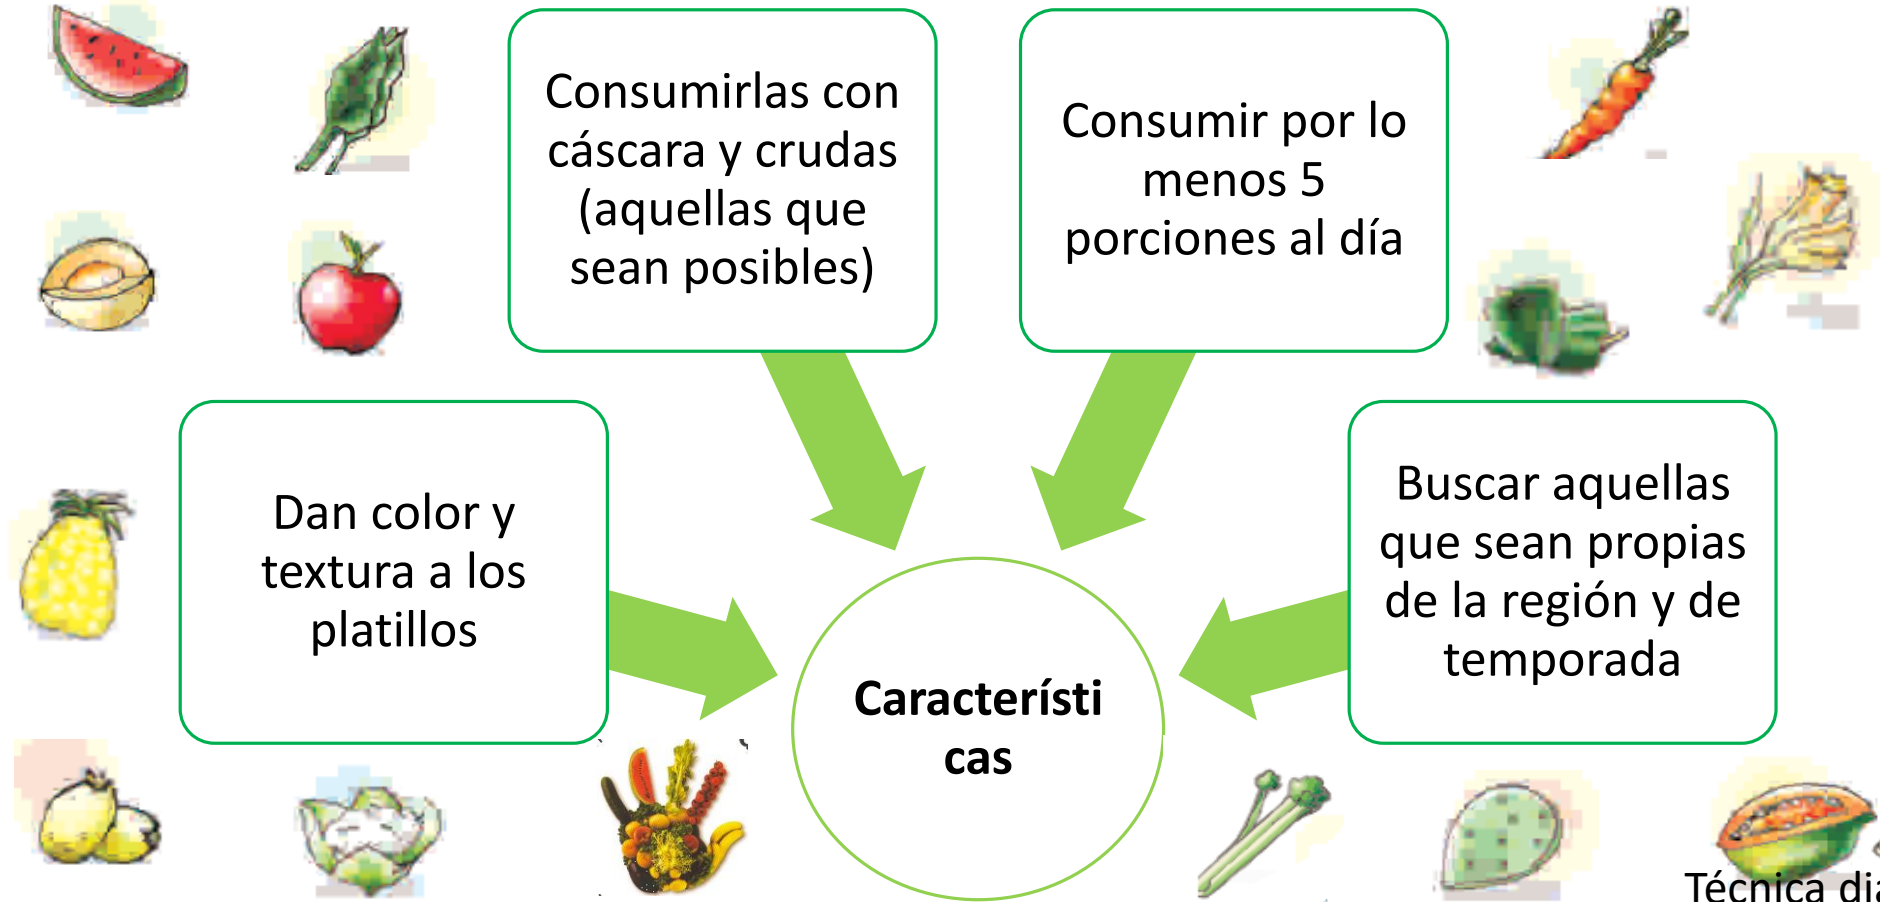 Consumirlas con
cáscara y crudas
(aquellas que
sean posibles)
Consumir por lo
menos 5
porciones al día
Dan color y
textura a los
platillos
Buscar aquellas
que sean propias
de la región y de
temporada
Característi
cas
Técnica